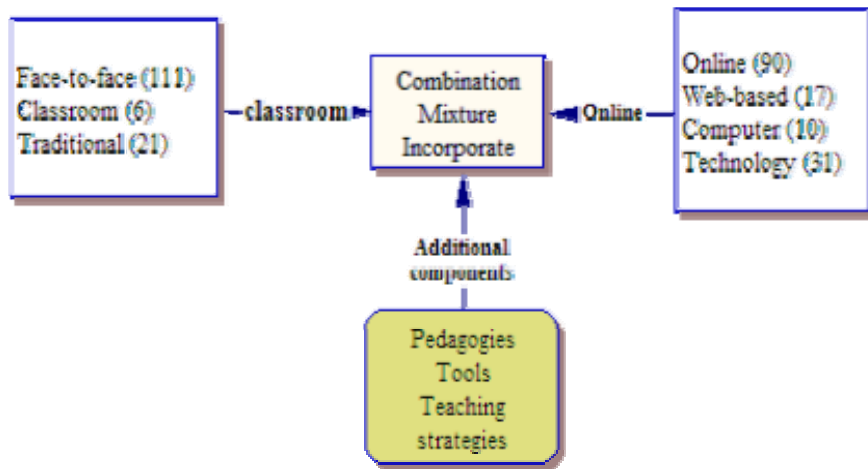 Face-to-face (111)
Classroom (6)
Traditional (21)
classroom
Combination
Mixture
Incorporate
Online
Online (90)
Web-based (17)
Computer (10)
Technology (31)
Additional
components
Pedagogies
Tools
Teaching
strategies